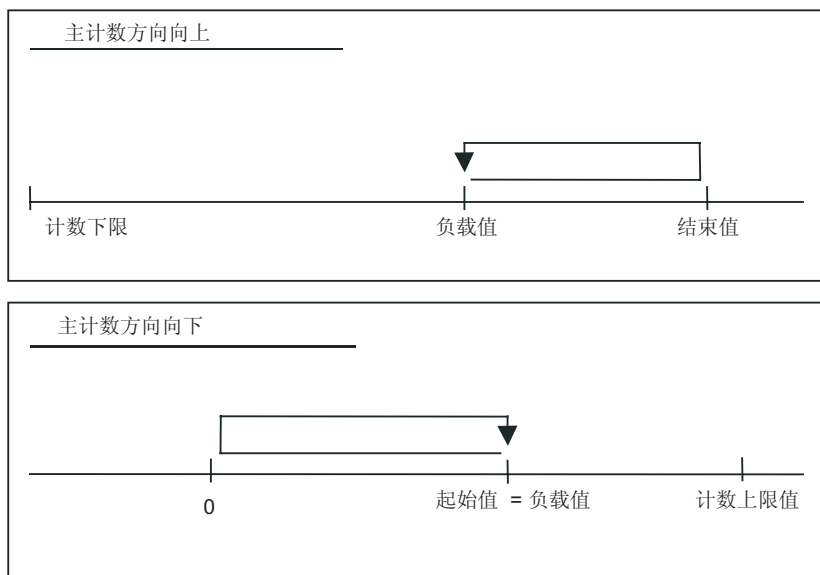 主计数方向向上
计数下限 负载值 结束值
主计数方向向下
0 起始值 = 负载值 计数上限值